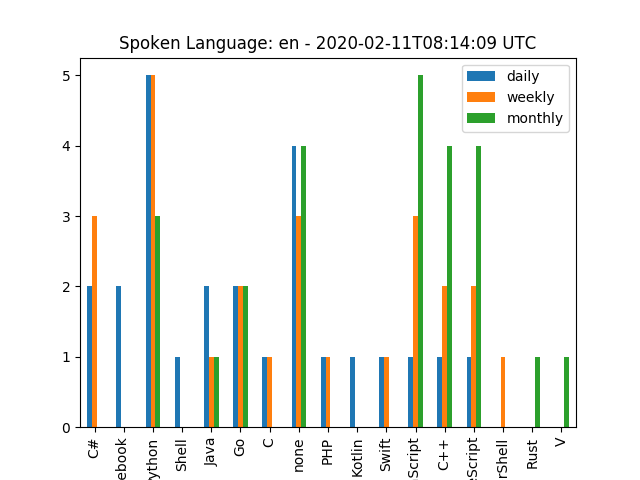 Spoken Language: en - 2020-02-11T08:14:09 UTC
daily
weekly
monthly
5
4
3
2
1
0
C#
ebook
ython
Shell
Java
Go
C
none
PHP
Kotlin
Swift
Script
C++
eScript
rShell
Rust
V